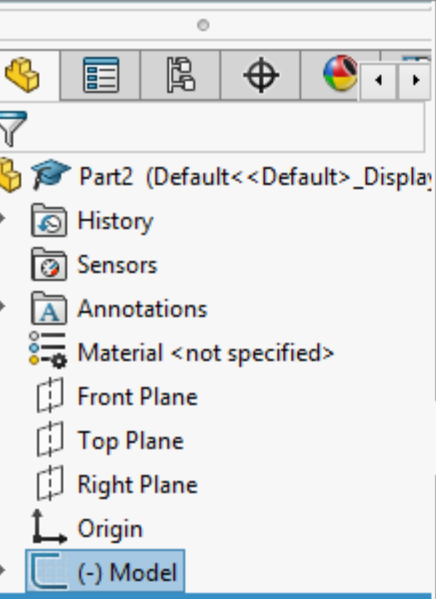 Part2 (Default<<Default>_Display
History
Sensors
A Annotations
Material <not specified>
Front Plane
Top Plane
Right Plane
Origin
(-) Model